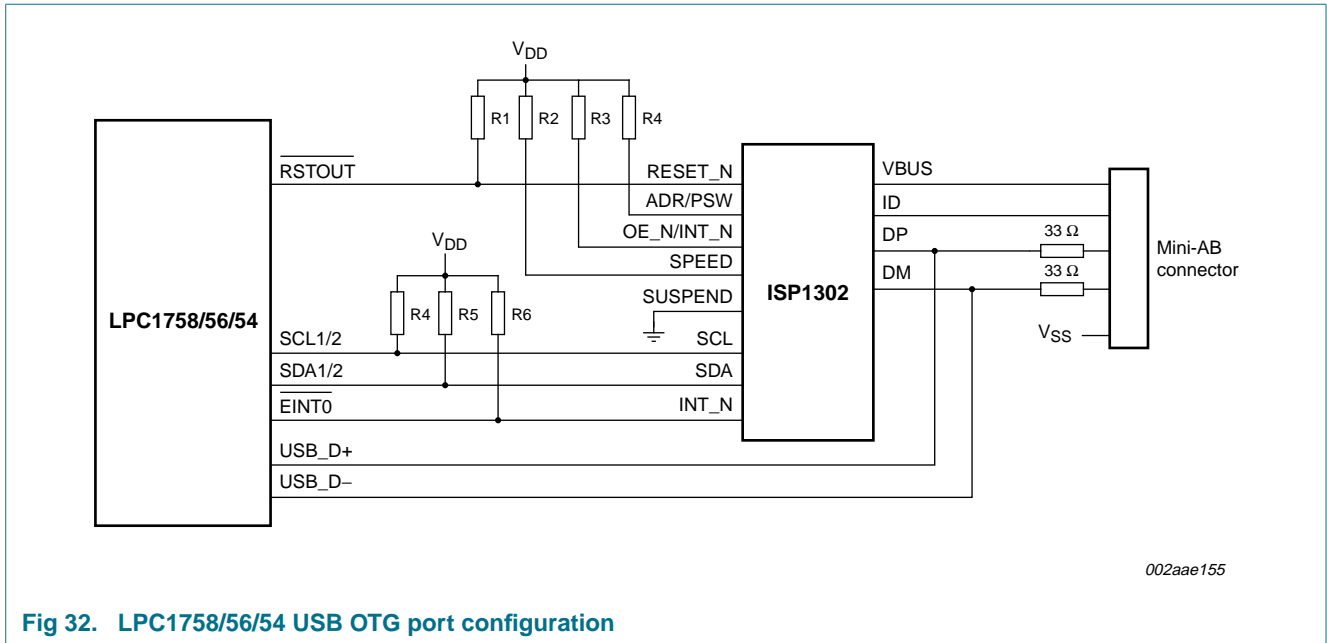 VDD
R1 R2 R3 R4
RSTOUT
RESET_N
VBUS
ADR/PSW
ID
OE_N/INT_N
DP
33 Ω
VDD
SPEED
DM
33 Ω
Mini-AB
connector
SUSPEND
ISP1302
LPC1758/56/54
R4 R5 R6
VSS
SCL1/2
SCL
SDA1/2
SDA
EINT0
INT_N
USB_D+
USB_D−
002aae155
Fig 32. LPC1758/56/54 USB OTG port configuration